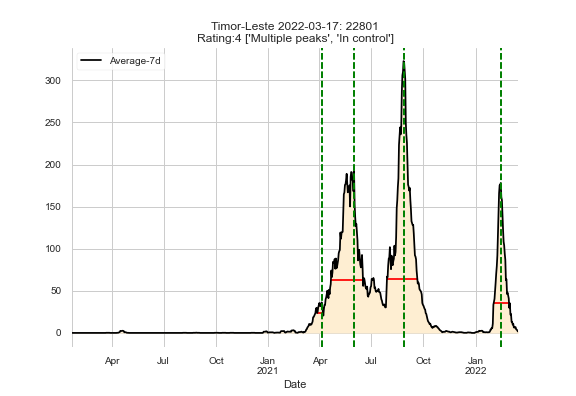 Timor-Leste 2022-03-17: 22801
Rating:4 ['Multiple peaks', 'In control']
Average-7d
300
250
200
150
100
50
0
Apr Jul Oct Jan Apr Jul Oct Jan
2021 2022
Date